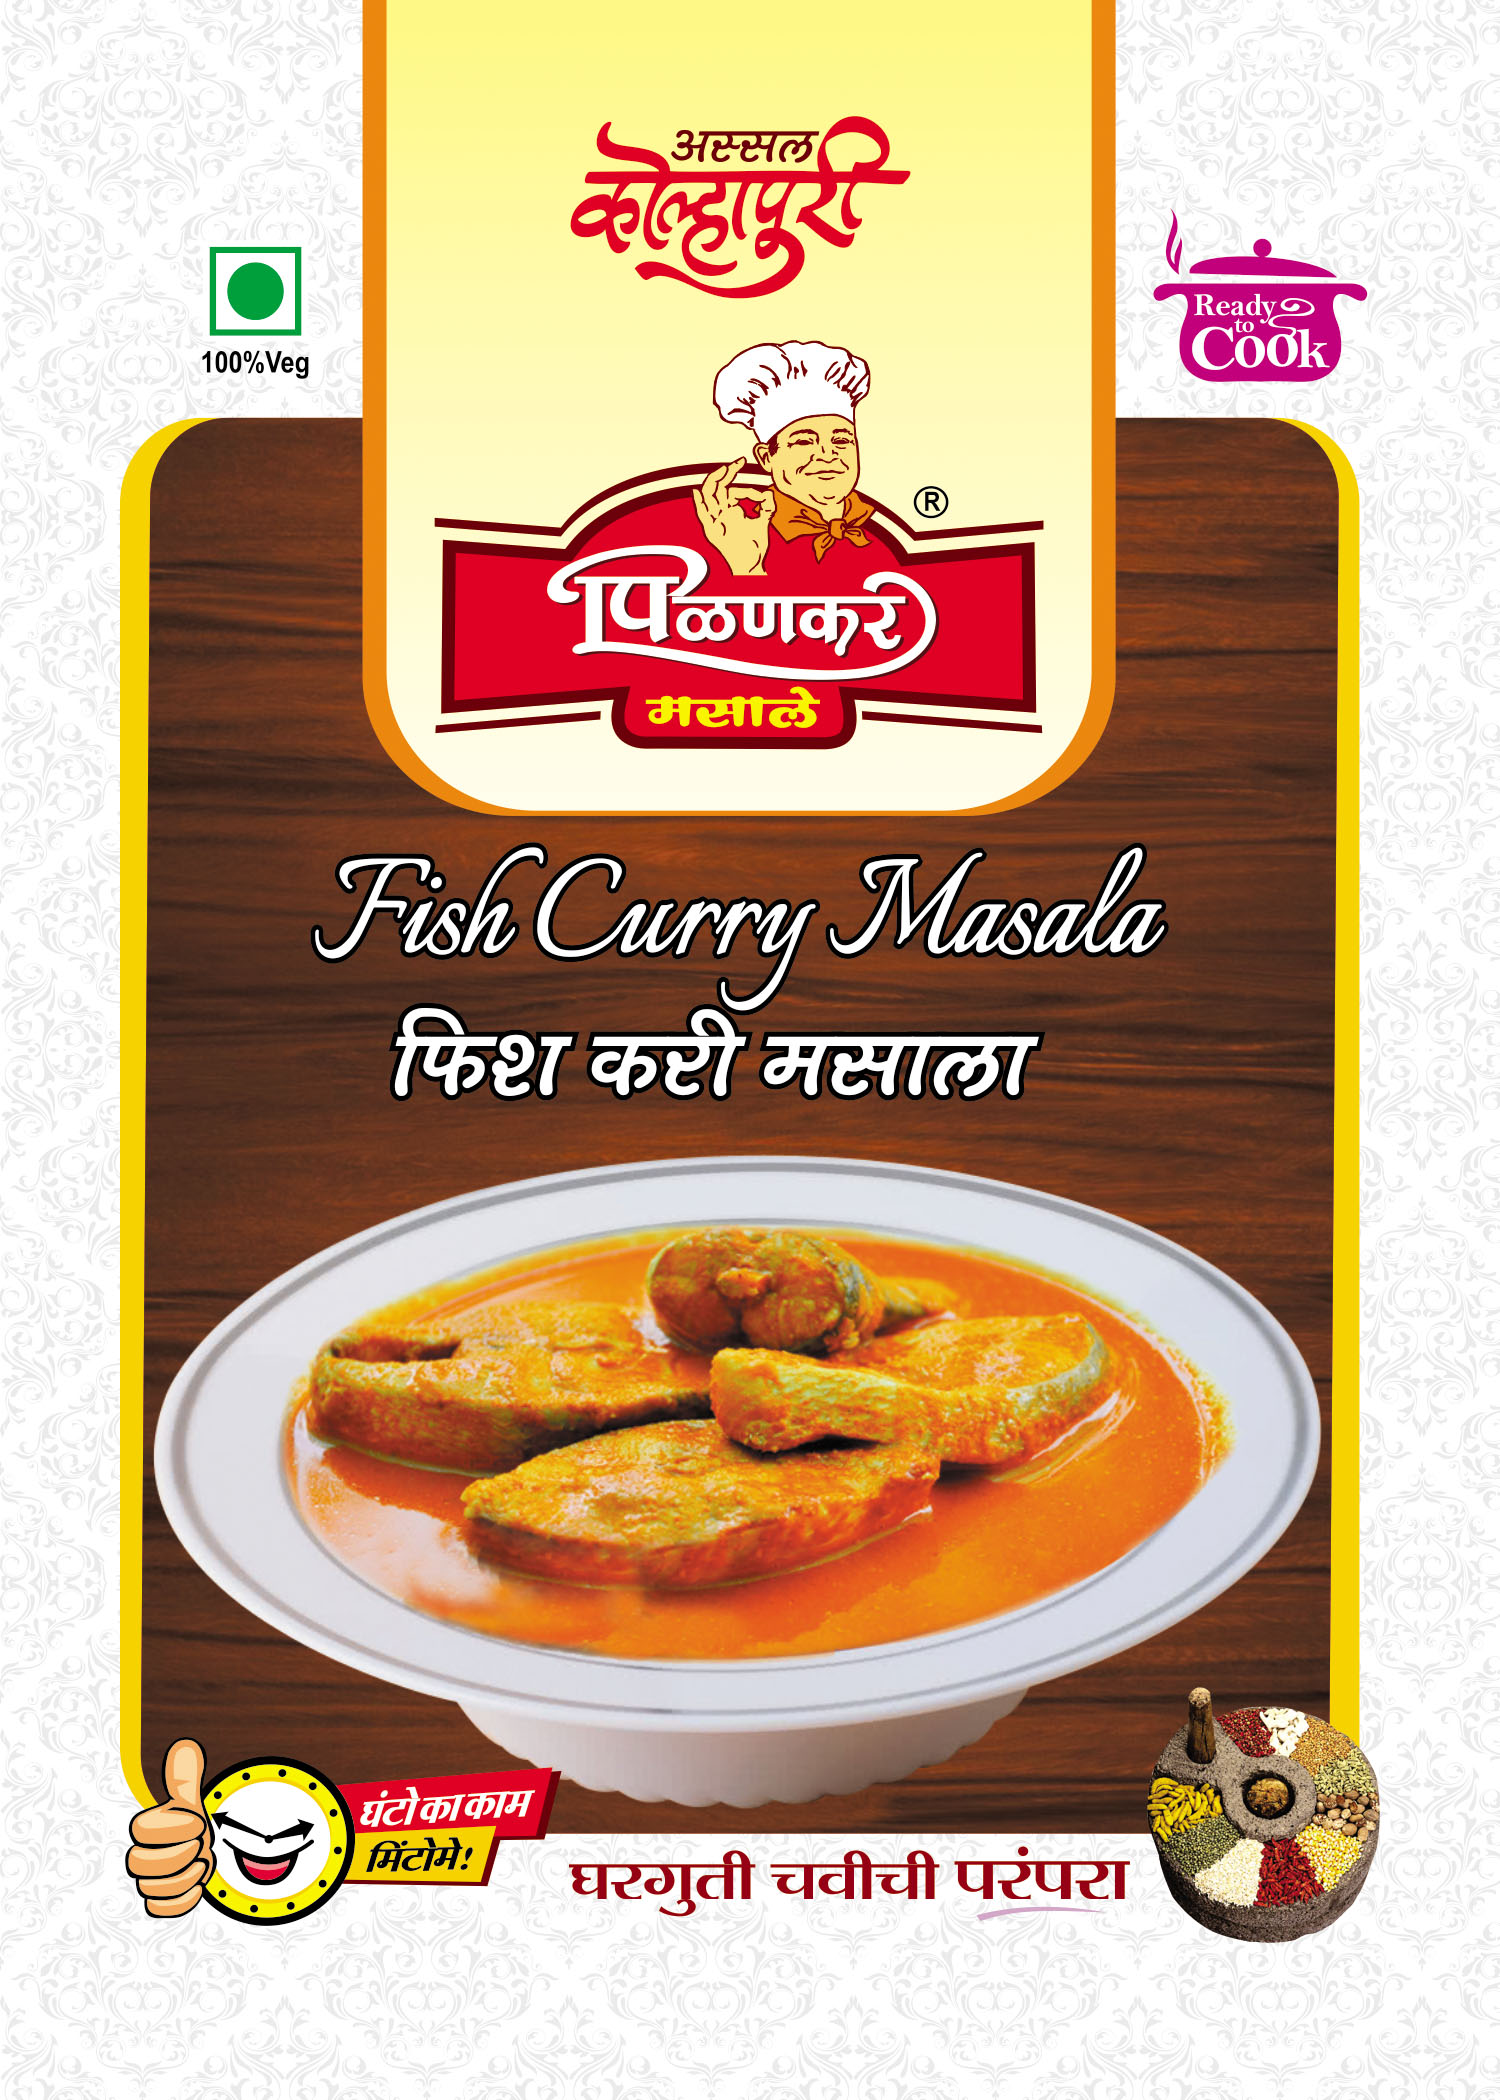 अस्सल
कोल्हापुरी
100%Veg
Ready
to
Cook
®
पिळणकर
मसाले
Fish Curry Masala
फिश करी मसाला
घंटो का काम
मिंटोमे!
घरगुती चवीची परंपरा